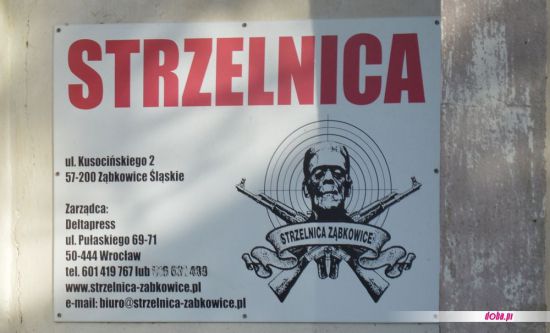 STRZELNICA
ul. Kusocińskiego 2
57-200 Ząbkowice Śląskie
Zarządca:
Deltapress
ul. Pułaskiego 69-71
50-444 Wrocław
tel. 601 419 767 lub
www.strzelnica-zabkowice.pl
e-mail: biuro@strzelnica-zabkowice.pl
STRZELNICA ZĄBKOWICE
doba.pl